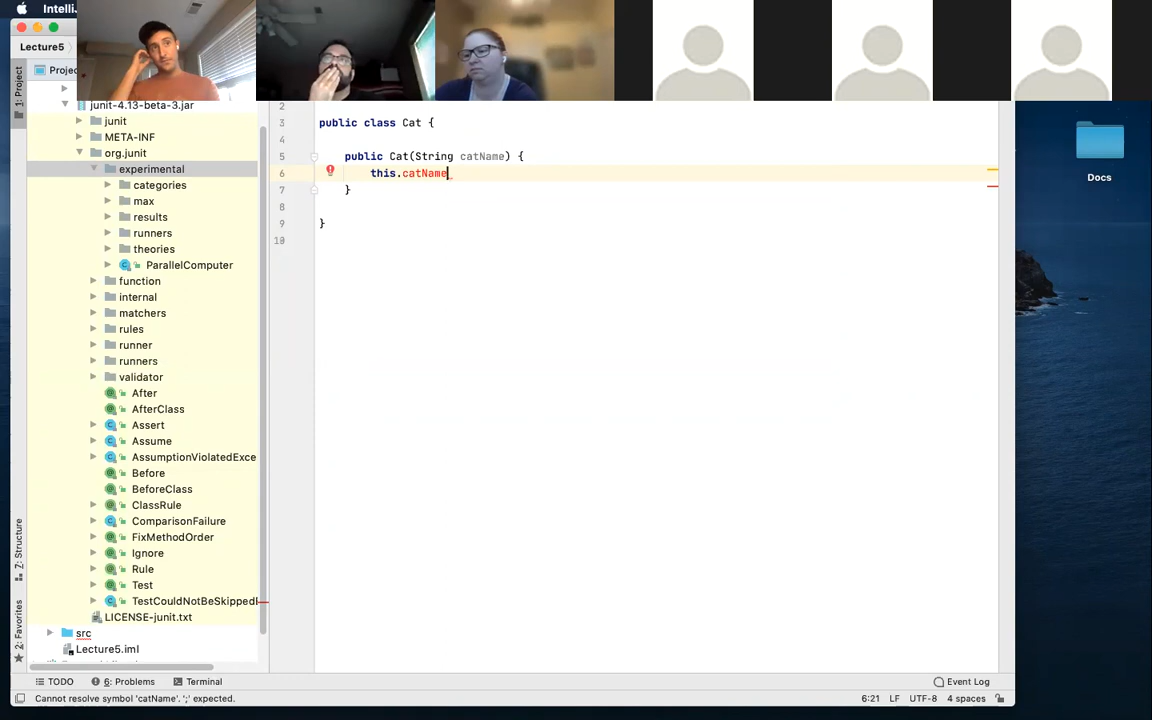 IntelliJ
Lecture5
Projec
1: Project
junit-4.13-beta-3.jar
junit
META-INF
org.junit
experimental
categories
max
results
runners
theories
ParallelComputer
function
internal
matchers
rules
runner
runners
validator
After
AfterClass
Assert
Assume
AssumptionViolatedExce
Before
BeforeClass
ClassRule
ComparisonFailure
FixMethodOrder
Ignore
Rule
Test
TestCouldNotBeSkippedI
LICENSE-junit.txt
src
Lecture5.iml
7: Structure
2: Favorites
2
3 public class Cat {
4
5 public Cat(String catName) {
6 this.catName
7 }
8
9 }
10
Docs
TODO 6: Problems Terminal Event Log
Cannot resolve symbol 'catName'. ';' expected. 6:21 LF UTF-8 4 spaces